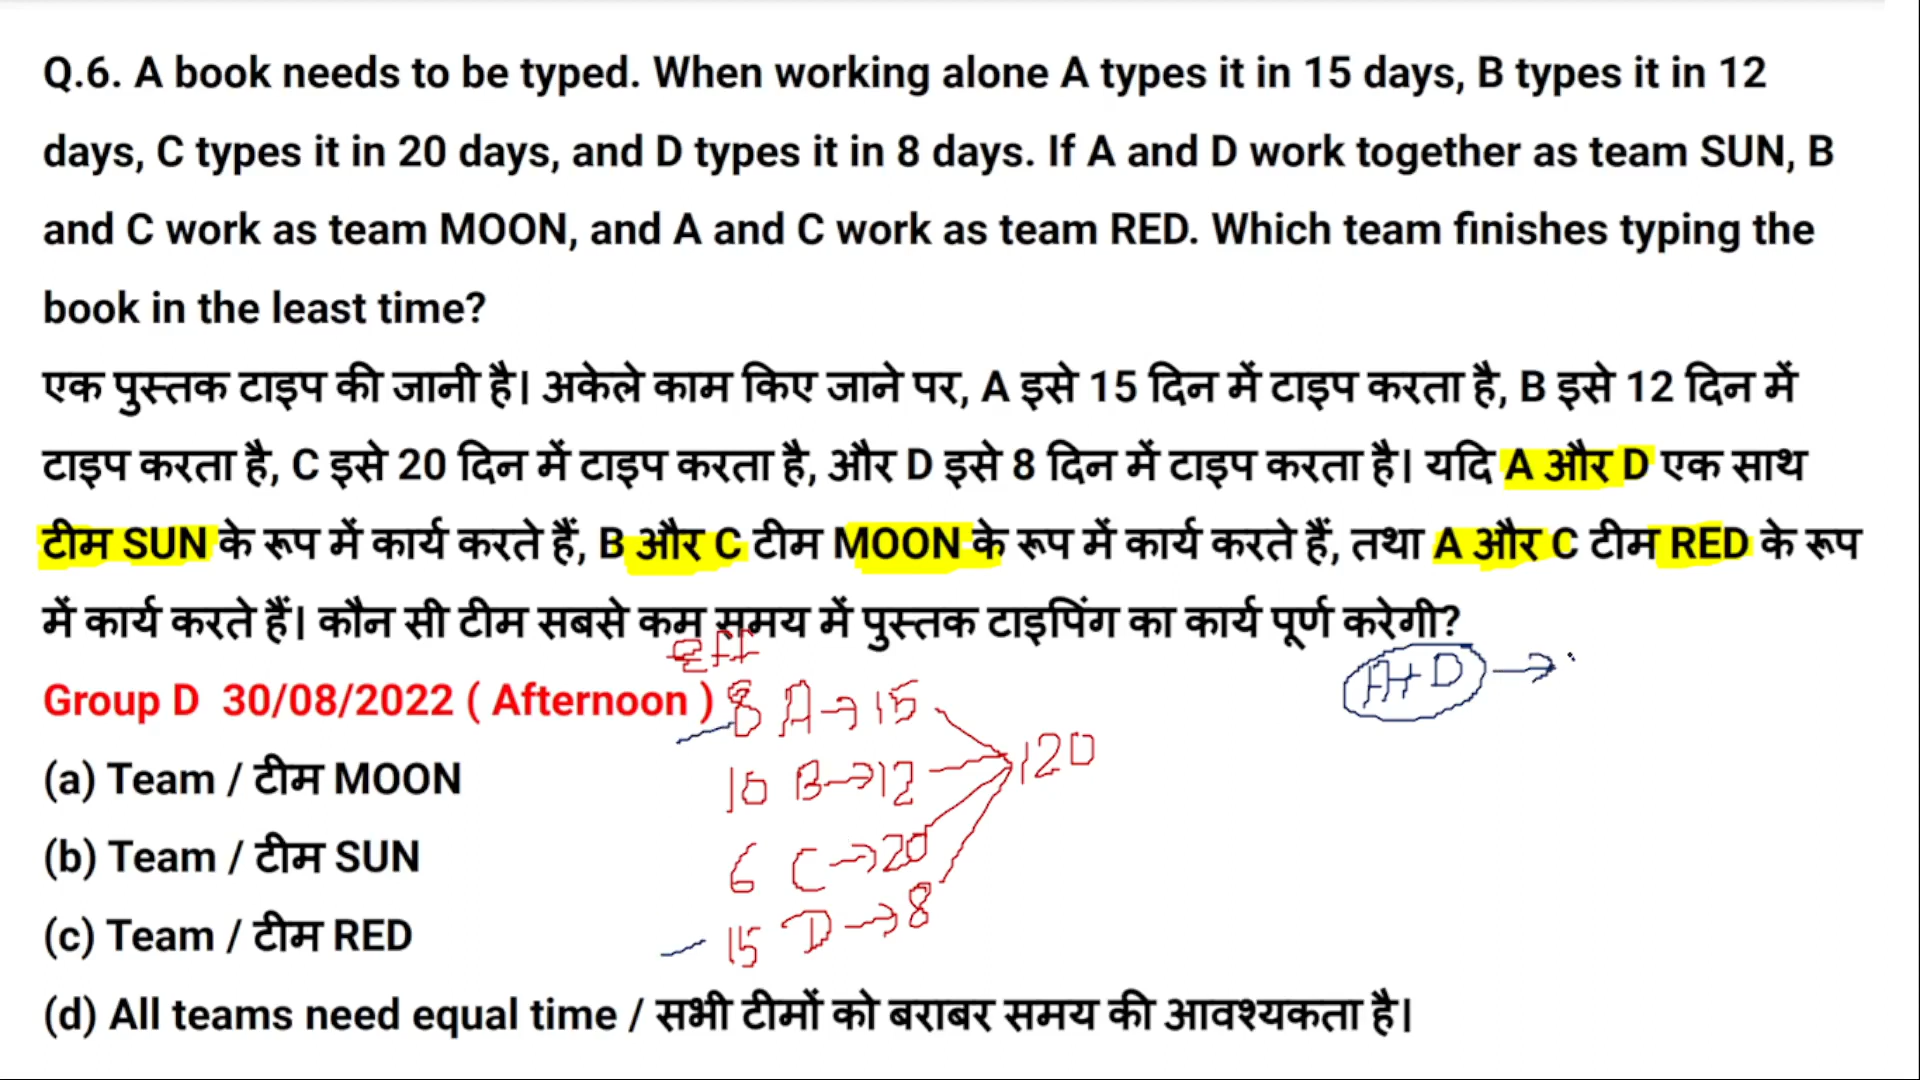 Q.6. A book needs to be typed. When working alone A types it in 15 days, B types it in 12
days, C types it in 20 days, and D types it in 8 days. If A and D work together as team SUN, B
and C work as team MOON, and A and C work as team RED. Which team finishes typing the
book in the least time?
एक पुस्तक टाइप की जानी है। अकेले काम किए जाने पर, A इसे 15 दिन में टाइप करता है, B इसे 12 दिन में
टाइप करता है, C इसे 20 दिन में टाइप करता है, और D इसे 8 दिन में टाइप करता है। यदि A और D एक साथ
टीम SUN के रूप में कार्य करते हैं, B और C टीम MOON के रूप में कार्य करते हैं, तथा A और C टीम RED के रूप
में कार्य करते हैं। कौन सी टीम सबसे कम समय में पुस्तक टाइपिंग का कार्य पूर्ण करेगी?
Eff
A+D →
Group D 30/08/2022 ( Afternoon )
8 A→15
120
(a) Team / टीम MOON
10 B→12
(b) Team / टीम SUN
6 C→20
(c) Team / टीम RED
15 D→8
(d) All teams need equal time / सभी टीमों को बराबर समय की आवश्यकता है।